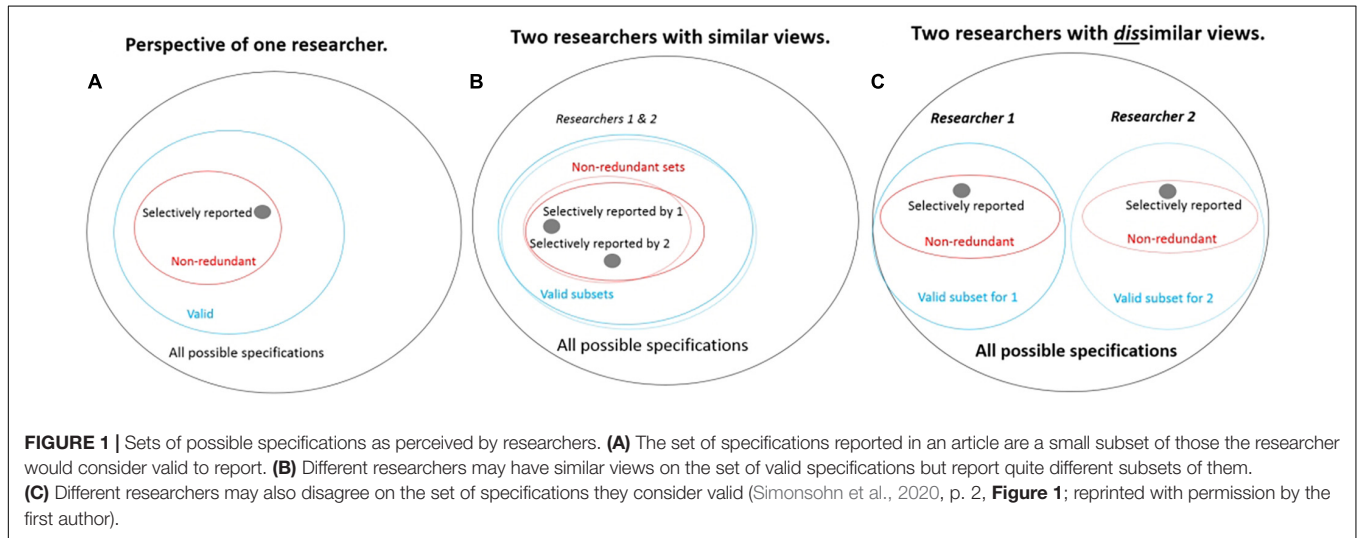 Perspective of one researcher.
A
Selectively reported
Non-redundant
Valid
All possible specifications
Two researchers with similar views.
B
Researchers 1 & 2
Non-redundant sets
Selectively reported by 1
Selectively reported by 2
Valid subsets
All possible specifications
Two researchers with dissimilar views.
C
Researcher 1
Researcher 2
Selectively reported
Selectively reported
Non-redundant
Non-redundant
Valid subset for 1
Valid subset for 2
All possible specifications
FIGURE 1 | Sets of possible specifications as perceived by researchers. (A) The set of specifications reported in an article are a small subset of those the researcher
would consider valid to report. (B) Different researchers may have similar views on the set of valid specifications but report quite different subsets of them.
(C) Different researchers may also disagree on the set of specifications they consider valid (Simonsohn et al., 2020, p. 2, Figure 1; reprinted with permission by the
first author).